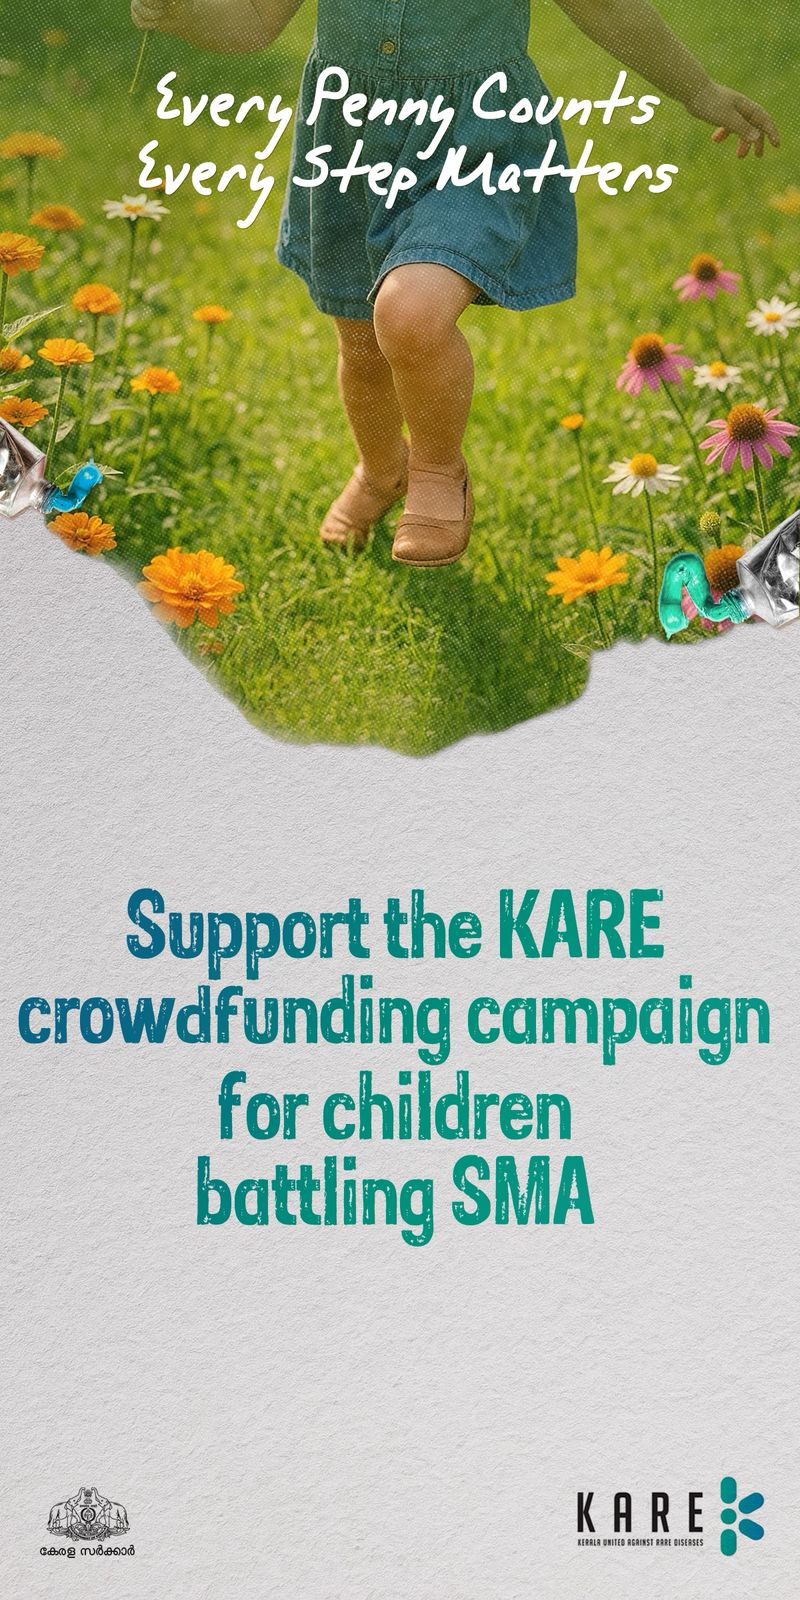 Every Penny Counts
Every Step Matters
Support the KARE
crowdfunding campaign
for children
battling SMA
കേരള സർക്കാർ
KARE
KERALA UNITED AGAINST RARE DISEASES